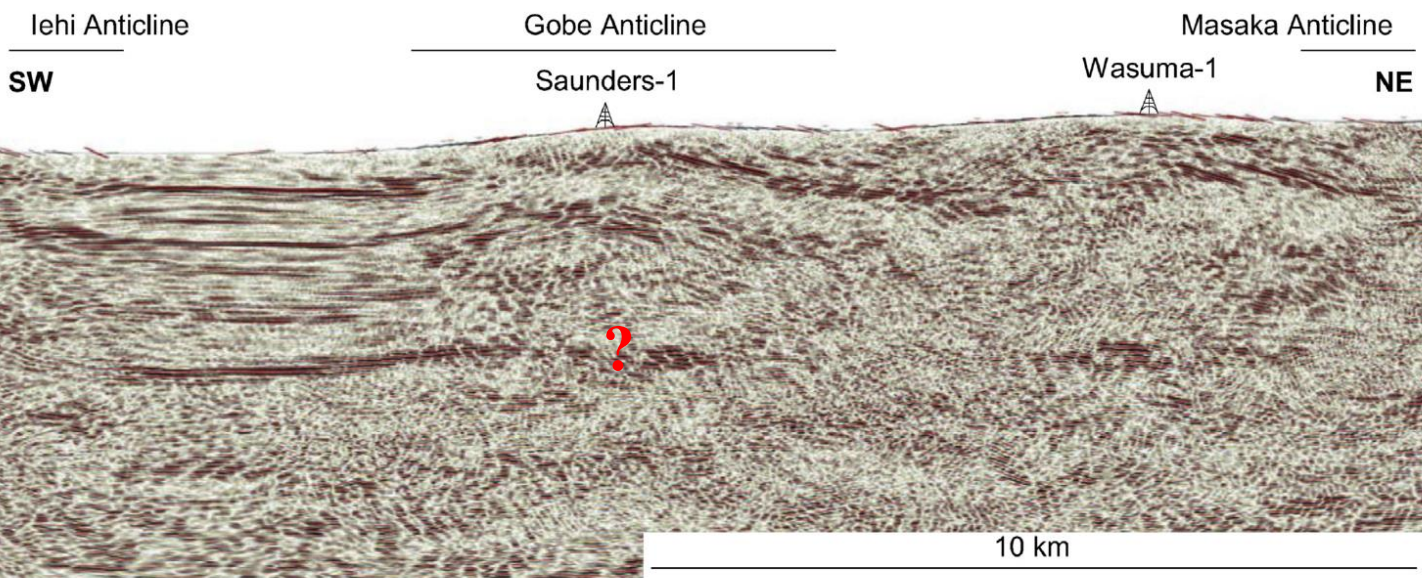 Iehi Anticline
Gobe Anticline
Masaka Anticline
SW
Saunders-1
Wasuma-1
NE
?
10 km